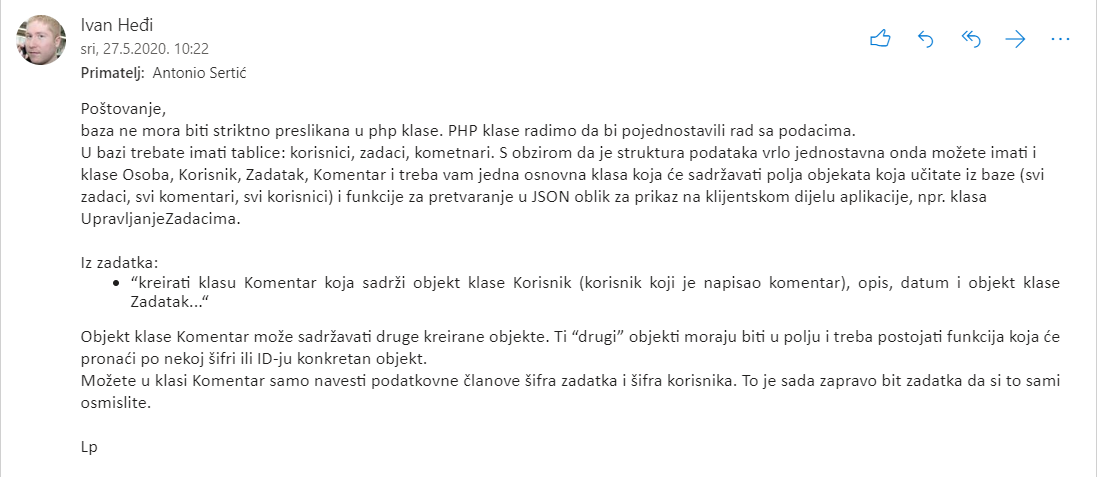 Ivan Heđi
sri, 27.5.2020. 10:22
Primatelj: Antonio Sertić
Poštovanje,
baza ne mora biti striktno preslikana u php klase. PHP klase radimo da bi pojednostavili rad sa podacima.
U bazi trebate imati tablice: korisnici, zadaci, kometnari. S obzirom da je struktura podataka vrlo jednostavna onda možete imati i
klase Osoba, Korisnik, Zadatak, Komentar i treba vam jedna osnovna klasa koja će sadržavati polja objekata koja učitate iz baze (svi
zadaci, svi komentari, svi korisnici) i funkcije za pretvaranje u JSON oblik za prikaz na klijentskom dijelu aplikacije, npr. klasa
UpravljanjeZadacima.
Iz zadatka:
• “kreirati klasu Komentar koja sadrži objekt klase Korisnik (korisnik koji je napisao komentar), opis, datum i objekt klase
Zadatak...“
Objekt klase Komentar može sadržavati druge kreirane objekte. Ti “drugi” objekti moraju biti u polju i treba postojati funkcija koja će
pronaći po nekoj šifri ili ID-ju konkretan objekt.
Možete u klasi Komentar samo navesti podatkovne članove šifra zadatka i šifra korisnika. To je sada zapravo bit zadatka da si to sami
osmislite.
Lp